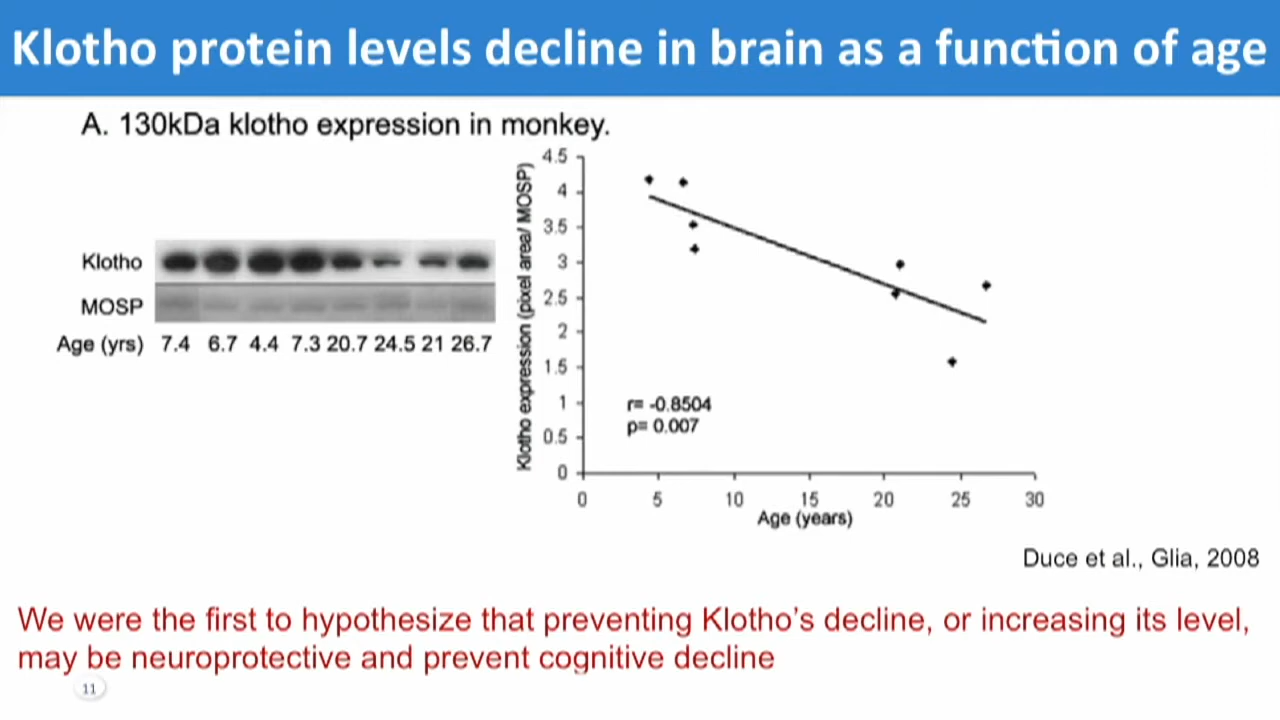 Klotho protein levels decline in brain as a function of age
A. 130kDa klotho expression in monkey.
Klotho
MOSP
Age (yrs) 7.4 6.7 4.4 7.3 20.7 24.5 21 26.7
Klotho expression (pixel area/ MOSP)
4.5
4
3.5
3
2.5
2
1.5
1
0.5
0
r= -0.8504
p= 0.007
0 5 10 15 20 25 30
Age (years)
Duce et al., Glia, 2008
We were the first to hypothesize that preventing Klotho’s decline, or increasing its level,
may be neuroprotective and prevent cognitive decline
11